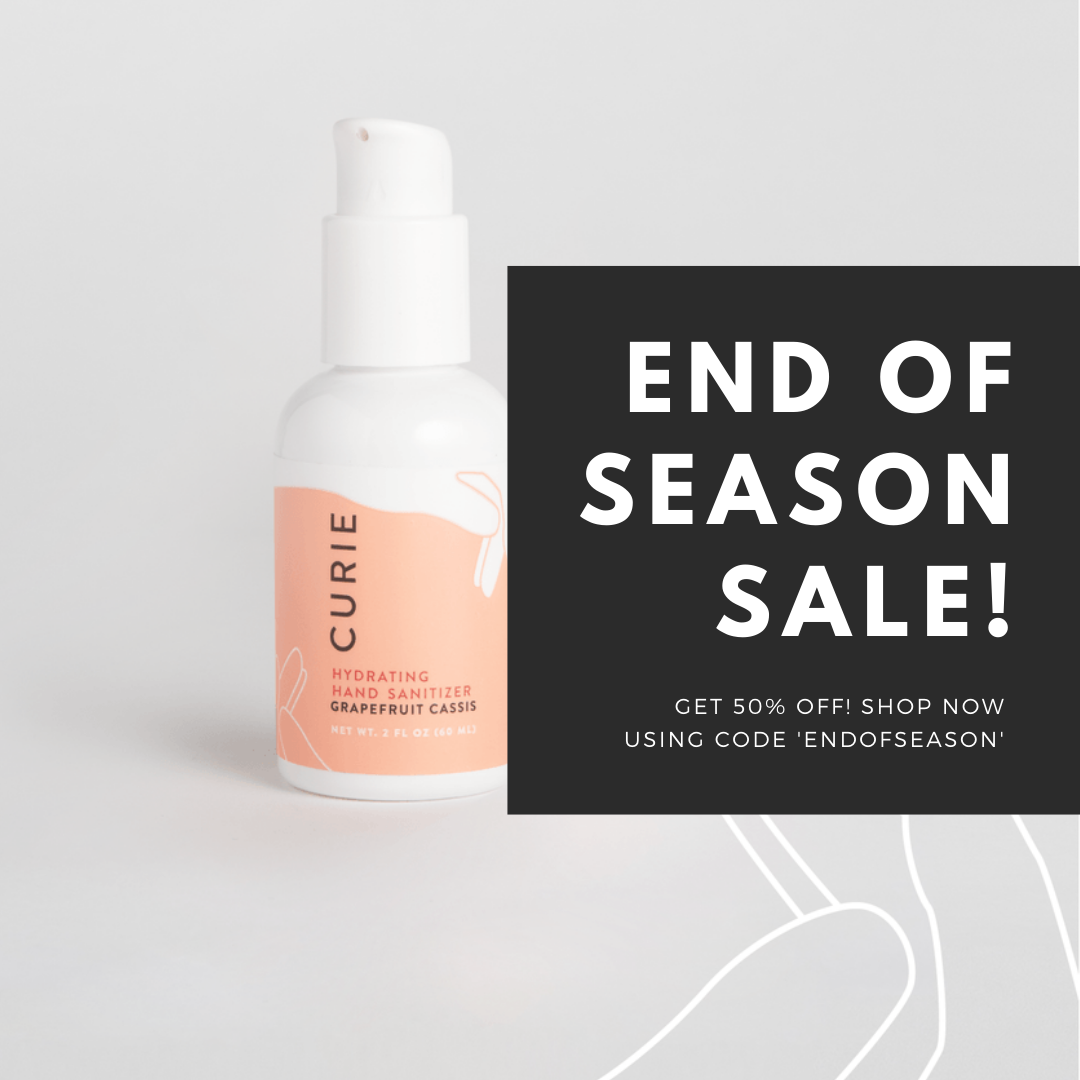 CURIE
HYDRATING
HAND SANITIZER
GRAPEFRUIT CASSIS
NET WT. 2 FL OZ (60 ML)
END OF
SEASON
SALE!
GET 50% OFF! SHOP NOW
USING CODE 'ENDOFSEASON'